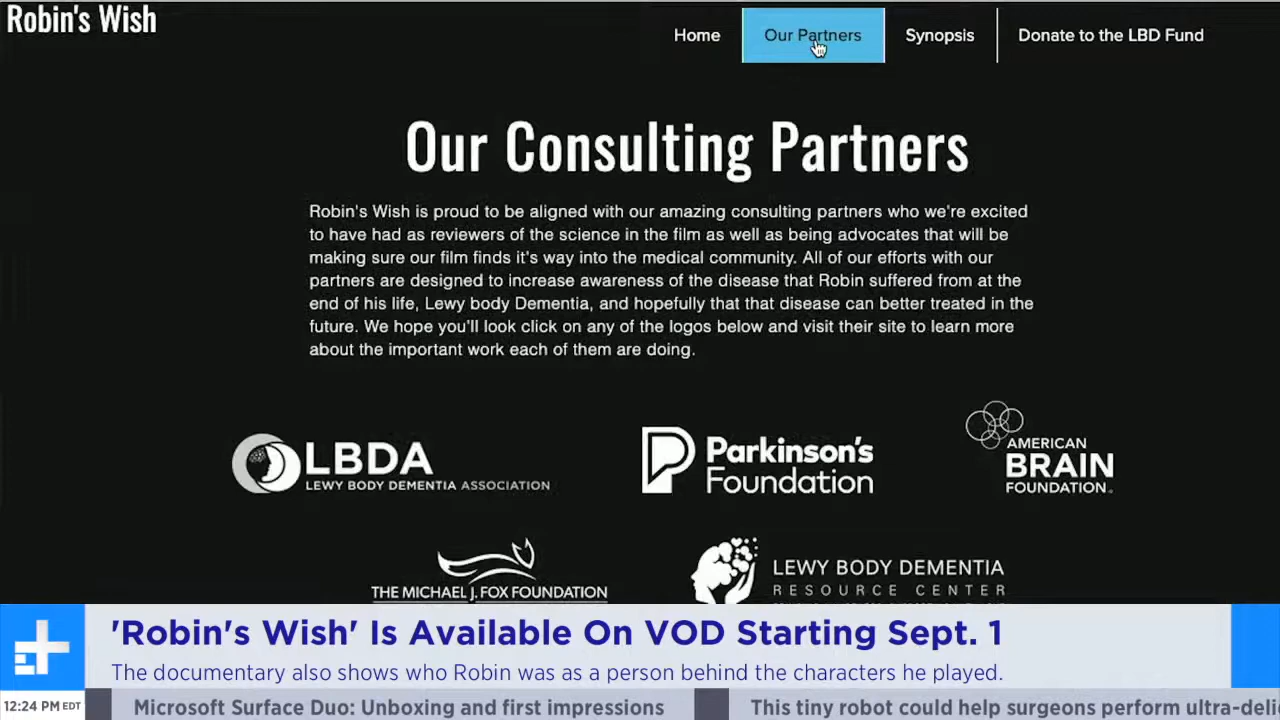 Robin's Wish
Home
Our Partners
Synopsis
Donate to the LBD Fund
Our Consulting Partners
Robin's Wish is proud to be aligned with our amazing consulting partners who we're excited
to have had as reviewers of the science in the film as well as being advocates that will be
making sure our film finds it's way into the medical community. All of our efforts with our
partners are designed to increase awareness of the disease that Robin suffered from at the
end of his life, Lewy body Dementia, and hopefully that that disease can better treated in the
future. We hope you'll look click on any of the logos below and visit their site to learn more
about the important work each of them are doing.
LBDA
LEWY BODY DEMENTIA ASSOCIATION
Parkinson's
Foundation
AMERICAN
BRAIN
FOUNDATION.
THE MICHAEL J. FOX FOUNDATION
LEWY BODY DEMENTIA
RESOURCE CENTER
'Robin's Wish' Is Available On VOD Starting Sept. 1
The documentary also shows who Robin was as a person behind the characters he played.
12:24 PM EDT
Microsoft Surface Duo: Unboxing and first impressions
This tiny robot could help surgeons perform ultra-deli